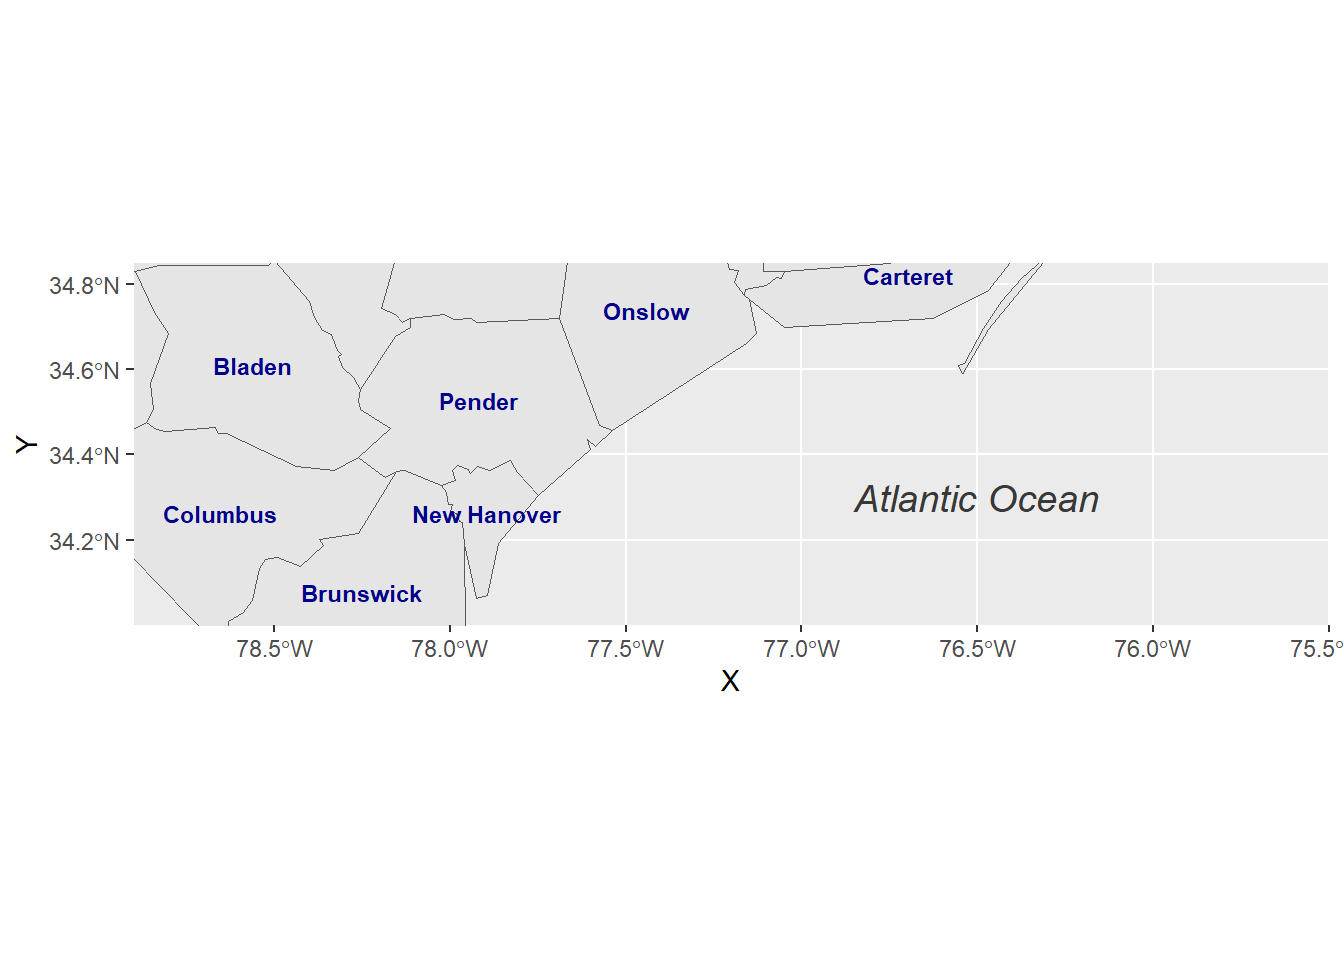 34.8°N
34.6°N
34.4°N
34.2°N
Y
Carteret
Onslow
Bladen
Pender
Atlantic Ocean
Columbus
New Hanover
Brunswick
78.5°W
78.0°W
77.5°W
77.0°W
76.5°W
76.0°W
75.5°
X